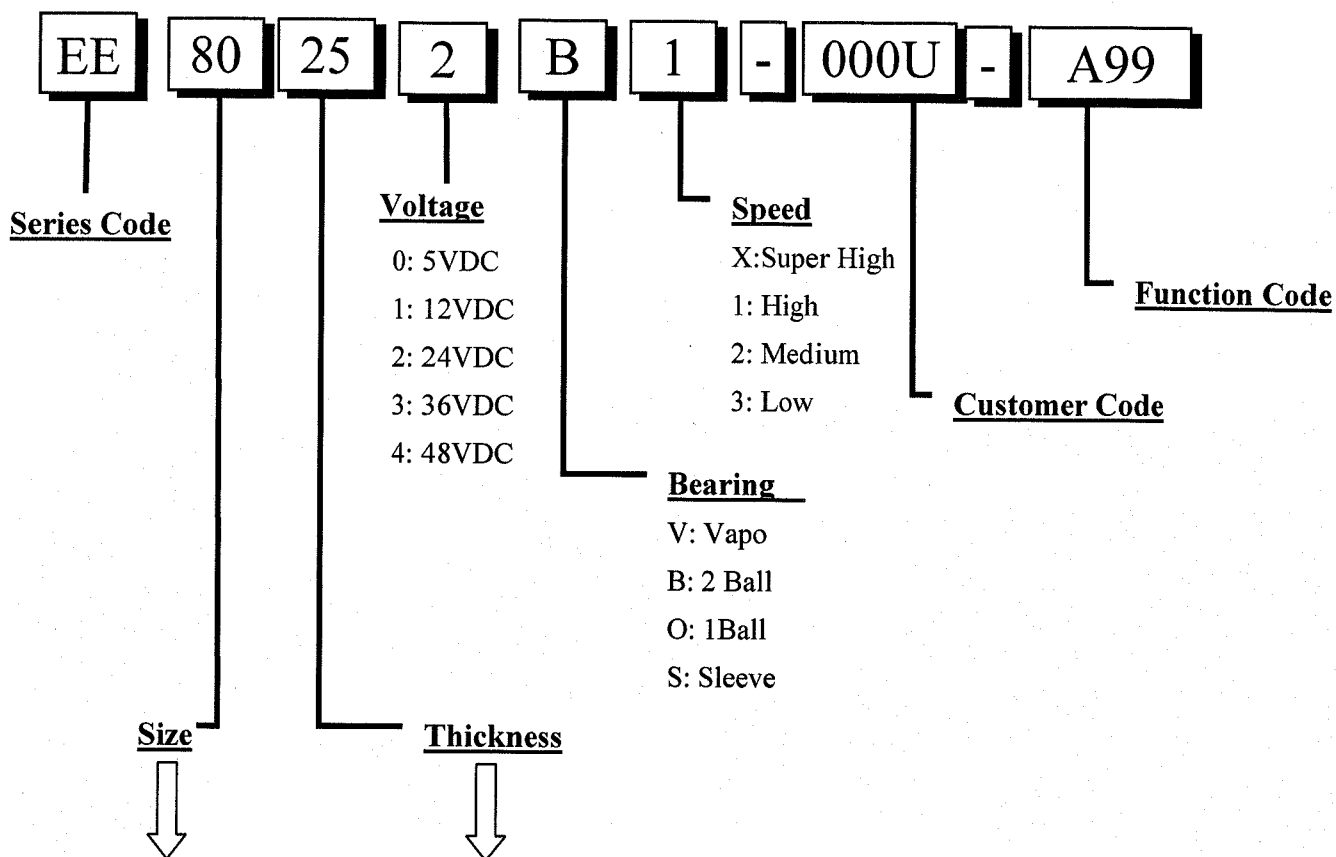 EE 80 25 2 B 1 - 000U - A99
Series Code
Voltage
0: 5VDC
1: 12VDC
2: 24VDC
3: 36VDC
4: 48VDC
Speed
X:Super High
1: High
2: Medium
3: Low
Function Code
Customer Code
Bearing
V: Vapo
B: 2 Ball
O: 1Ball
S: Sleeve
Size
Thickness